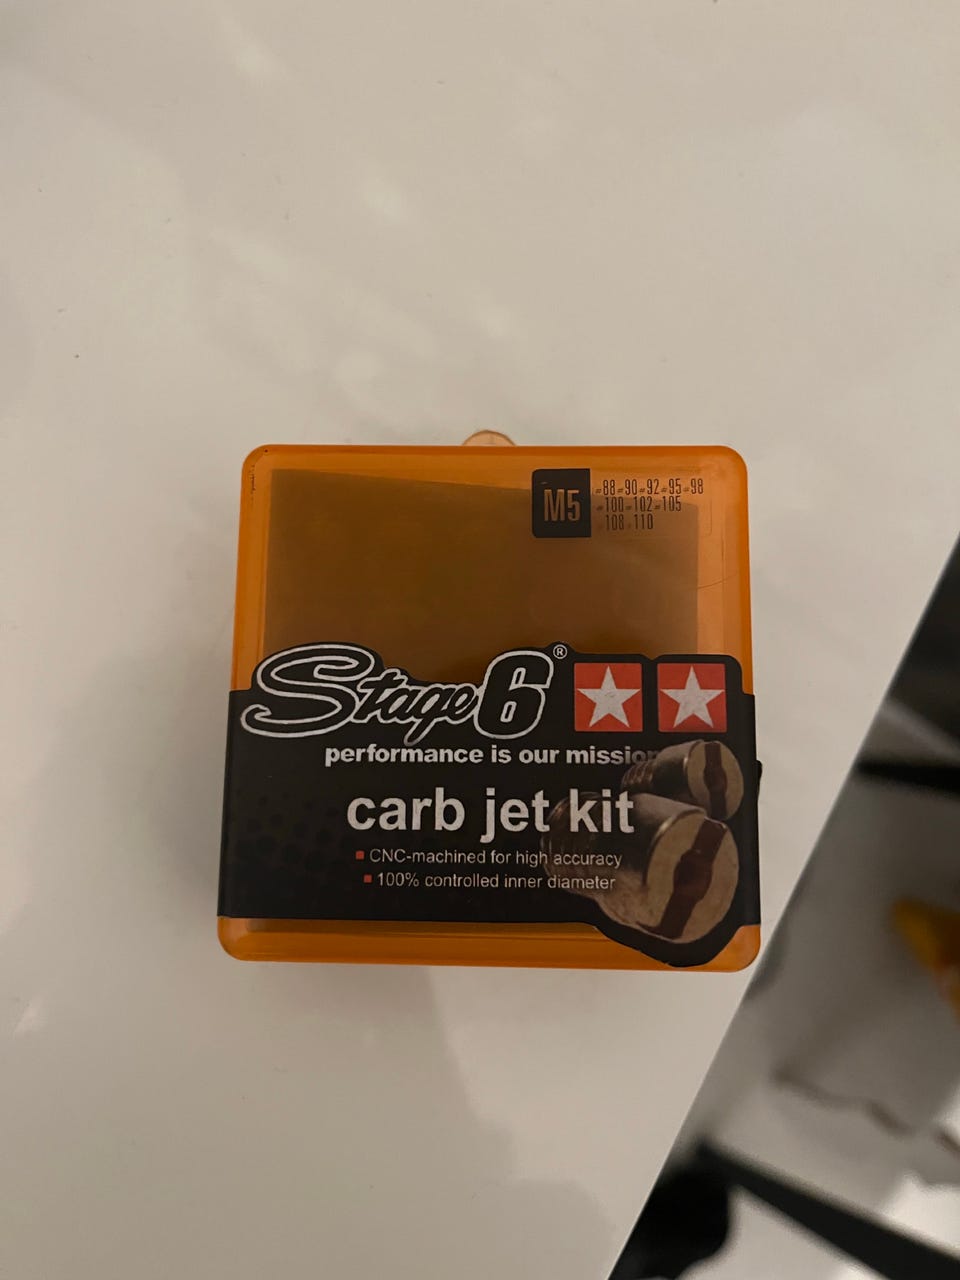 M5
-88-90-92-95-98
-100-102-105
108-110
Stage6®
performance is our mission
carb jet kit
CNC-machined for high accuracy
100% controlled inner diameter